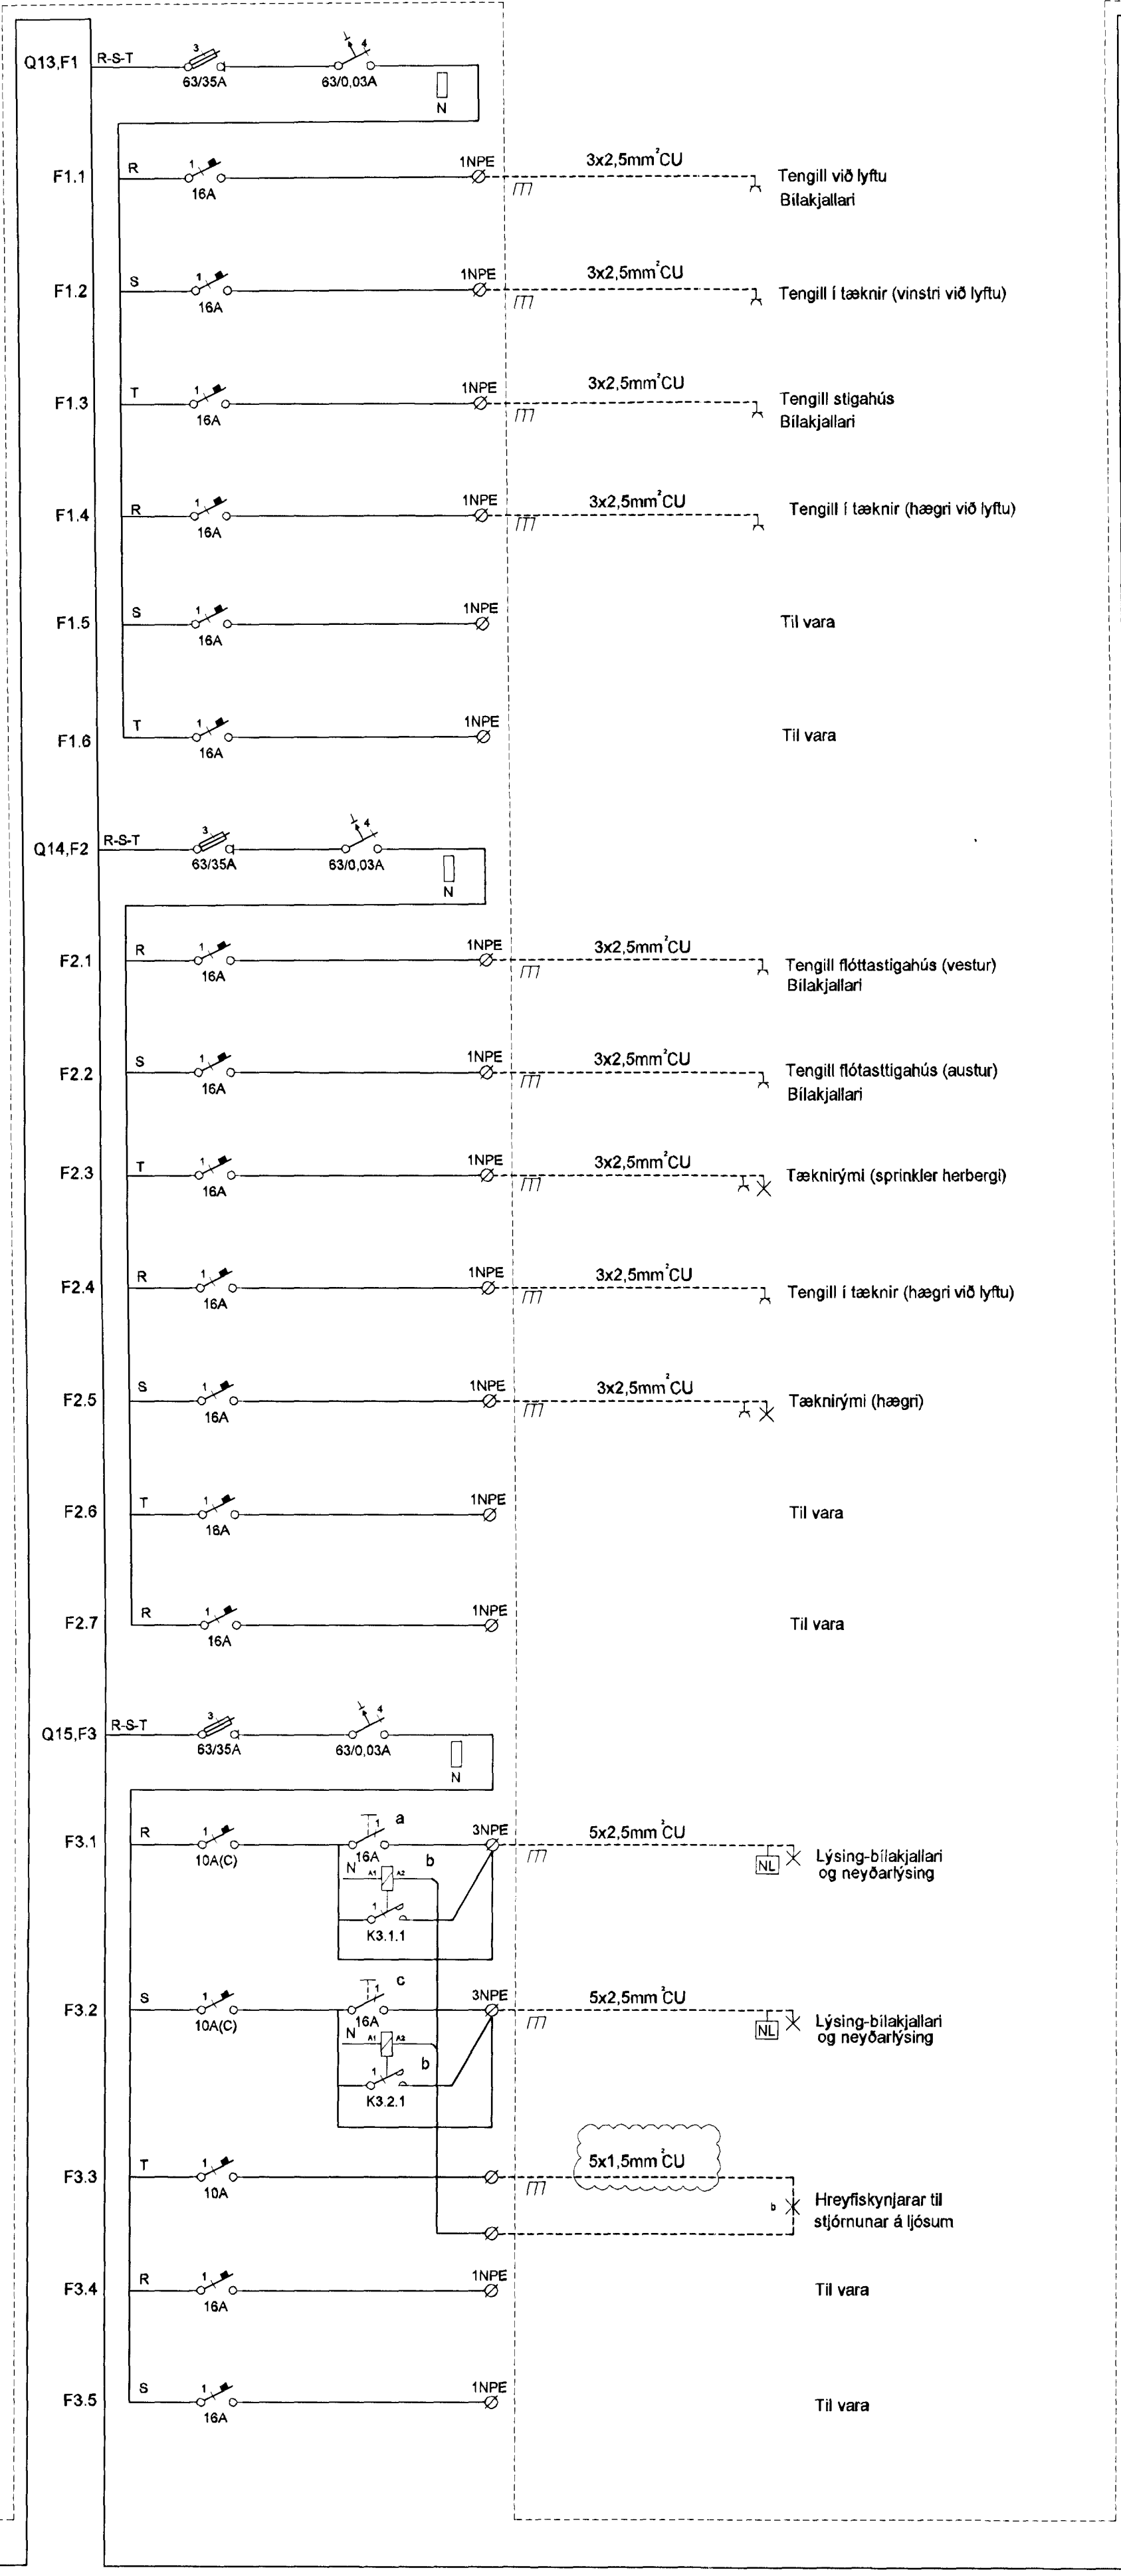 Q13,F1 R-S-T 3 63/35A 4 63/0,03A N
F1.1 R 1 16A 1NPE 3x2,5mm²CU Tengill við lyftu
Bílakjallari
F1.2 S 1 16A 1NPE 3x2,5mm²CU Tengill í tæknir (vinstri við lyftu)
F1.3 T 1 16A 1NPE 3x2,5mm²CU Tengill stigahús
Bílakjallari
F1.4 R 1 16A 1NPE 3x2,5mm²CU Tengill í tæknir (hægri við lyftu)
F1.5 S 1 16A 1NPE Til vara
F1.6 T 1 16A 1NPE Til vara
Q14,F2 R-S-T 3 63/35A 4 63/0,03A N
F2.1 R 1 16A 1NPE 3x2,5mm²CU Tengill flóttastigahús (vestur)
Bílakjallari
F2.2 S 1 16A 1NPE 3x2,5mm²CU Tengill flótasttigahús (austur)
Bílakjallari
F2.3 T 1 16A 1NPE 3x2,5mm²CU Tæknirými (sprinkler herbergi)
F2.4 R 1 16A 1NPE 3x2,5mm²CU Tengill í tæknir (hægri við lyftu)
F2.5 S 1 16A 1NPE 3x2,5mm²CU Tæknirými (hægri)
F2.6 T 1 16A 1NPE Til vara
F2.7 R 1 16A 1NPE Til vara
Q15,F3 R-S-T 3 63/35A 4 63/0,03A N
F3.1 R 1 10A(C) 1 a 16A 3NPE 5x2,5mm²CU NL Lýsing-bílakjallari
og neyðarlýsing
N A1 A2 b
1 K3.1.1
F3.2 S 1 10A(C) 1 c 16A 3NPE 5x2,5mm²CU NL Lýsing-bílakjallari
og neyðarlýsing
N A1 A2 b
1 K3.2.1
F3.3 T 1 10A 5x1,5mm²CU b Hreyfiskynjarar til
stjórnunar á ljósum
F3.4 R 1 16A 1NPE Til vara
F3.5 S 1 16A 1NPE Til vara